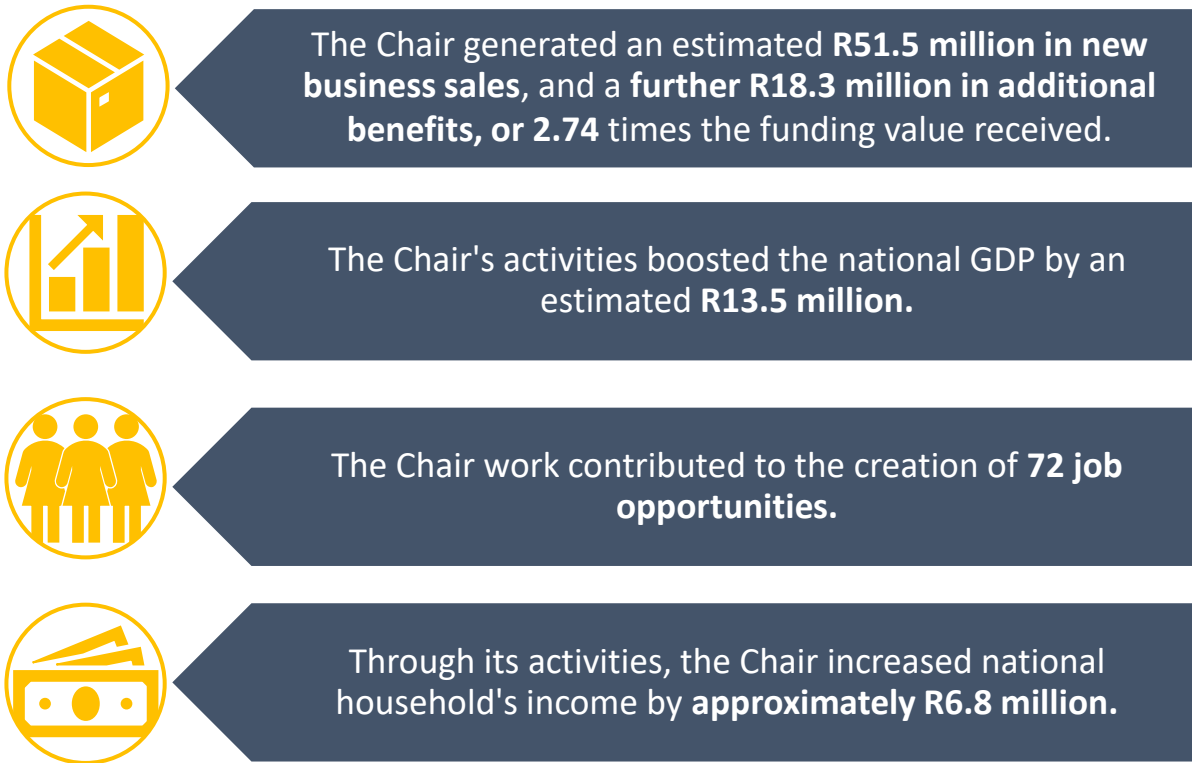 The Chair generated an estimated R51.5 million in new
business sales, and a further R18.3 million in additional
benefits, or 2.74 times the funding value received.
The Chair's activities boosted the national GDP by an
estimated R13.5 million.
The Chair work contributed to the creation of 72 job
opportunities.
Through its activities, the Chair increased national
household's income by approximately R6.8 million.